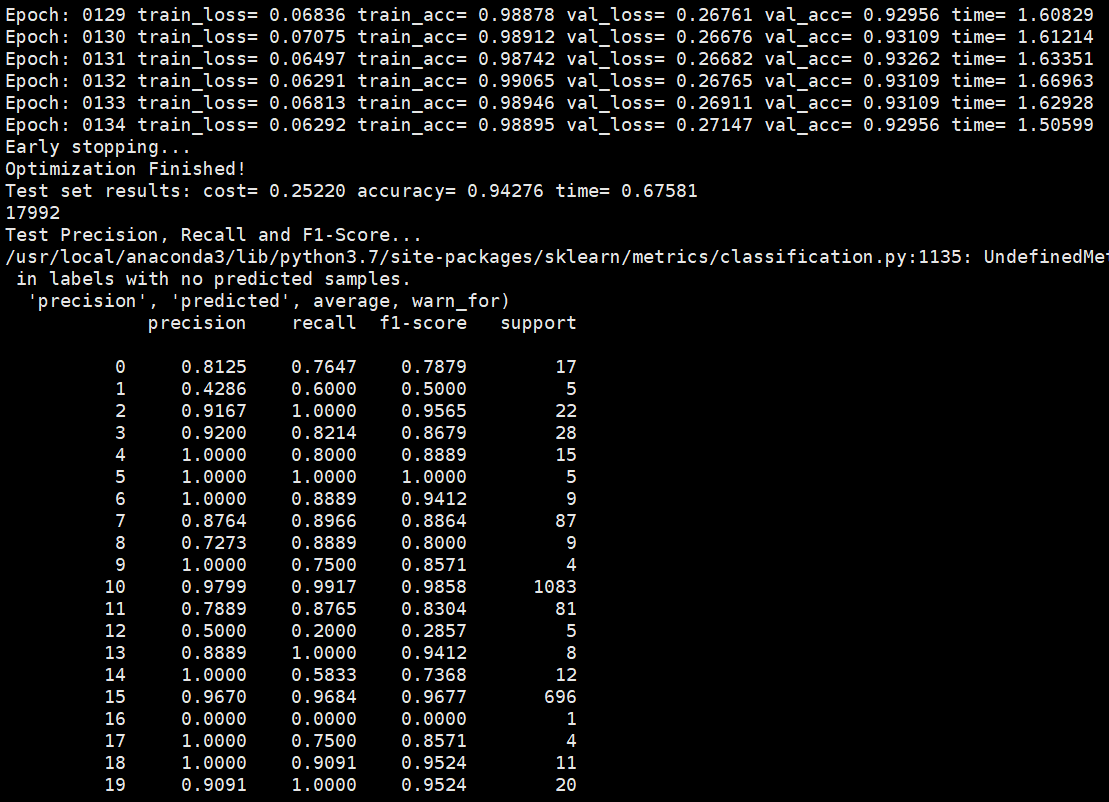 Epoch: 0129 train_loss= 0.06836 train_acc= 0.98878 val_loss= 0.26761 val_acc= 0.92956 time= 1.60829
Epoch: 0130 train_loss= 0.07075 train_acc= 0.98912 val_loss= 0.26676 val_acc= 0.93109 time= 1.61214
Epoch: 0131 train_loss= 0.06497 train_acc= 0.98742 val_loss= 0.26682 val_acc= 0.93262 time= 1.63351
Epoch: 0132 train_loss= 0.06291 train_acc= 0.99065 val_loss= 0.26765 val_acc= 0.93109 time= 1.66963
Epoch: 0133 train_loss= 0.06813 train_acc= 0.98946 val_loss= 0.26911 val_acc= 0.93109 time= 1.62928
Epoch: 0134 train_loss= 0.06292 train_acc= 0.98895 val_loss= 0.27147 val_acc= 0.92956 time= 1.50599
Early stopping...
Optimization Finished!
Test set results: cost= 0.25220 accuracy= 0.94276 time= 0.67581
17992
Test Precision, Recall and F1-Score...
/usr/local/anaconda3/lib/python3.7/site-packages/sklearn/metrics/classification.py:1135: UndefinedMet
 in labels with no predicted samples.
  'precision', 'predicted', average, warn_for)
             precision    recall  f1-score   support
          0     0.8125    0.7647    0.7879        17
          1     0.4286    0.6000    0.5000         5
          2     0.9167    1.0000    0.9565        22
          3     0.9200    0.8214    0.8679        28
          4     1.0000    0.8000    0.8889        15
          5     1.0000    1.0000    1.0000         5
          6     1.0000    0.8889    0.9412         9
          7     0.8764    0.8966    0.8864        87
          8     0.7273    0.8889    0.8000         9
          9     1.0000    0.7500    0.8571         4
         10     0.9799    0.9917    0.9858      1083
         11     0.7889    0.8765    0.8304        81
         12     0.5000    0.2000    0.2857         5
         13     0.8889    1.0000    0.9412         8
         14     1.0000    0.5833    0.7368        12
         15     0.9670    0.9684    0.9677       696
         16     0.0000    0.0000    0.0000         1
         17     1.0000    0.7500    0.8571         4
         18     1.0000    0.9091    0.9524        11
         19     0.9091    1.0000    0.9524        20